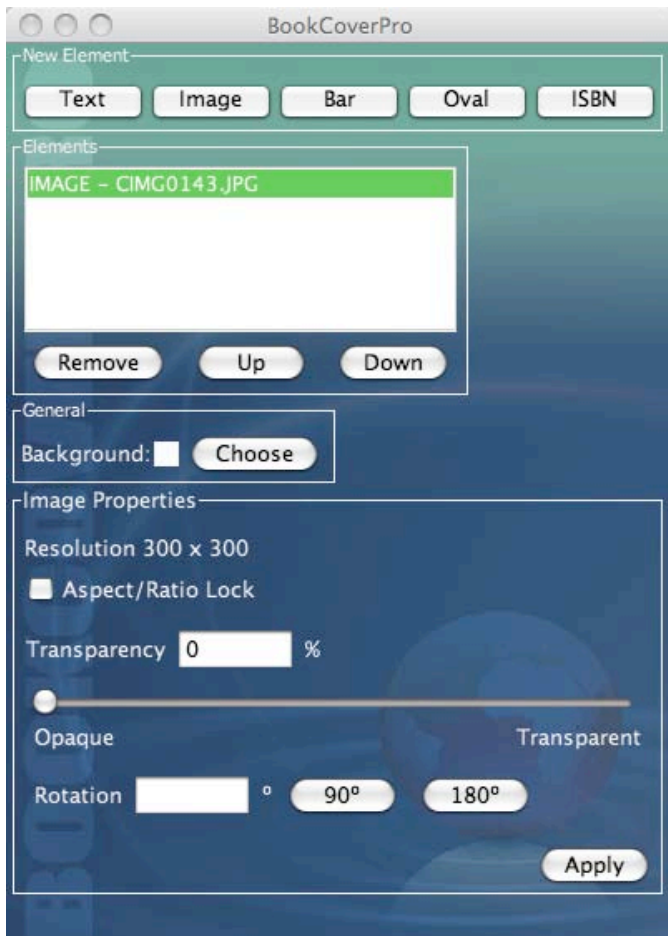 BookCoverPro
New Element
Text Image Bar Oval ISBN
Elements
IMAGE - CIMG0143.JPG
Remove Up Down
General
Background: Choose
Image Properties
Resolution 300 x 300
Aspect/Ratio Lock
Transparency 0 %
Opaque Transparent
Rotation º 90º 180º
Apply